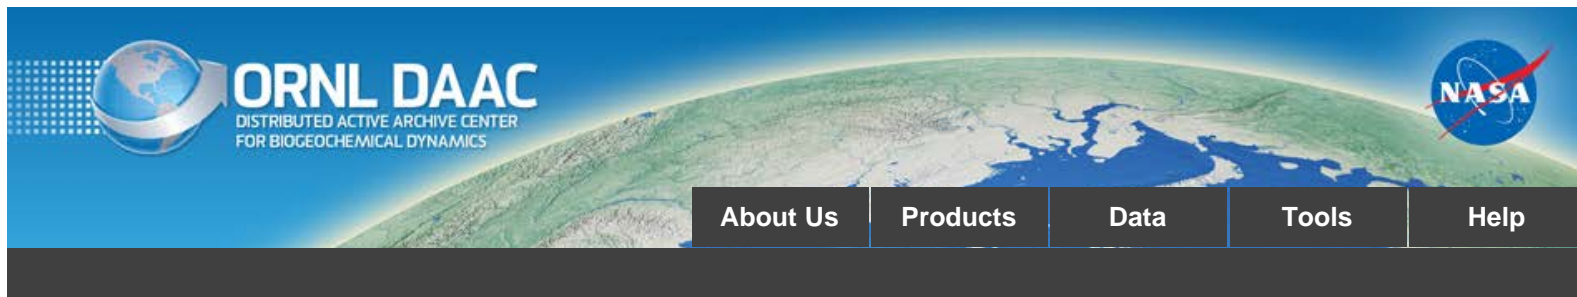 ORNL DAAC
DISTRIBUTED ACTIVE ARCHIVE CENTER
FOR BIOGEOCHEMICAL DYNAMICS
NASA
About Us Products Data Tools Help